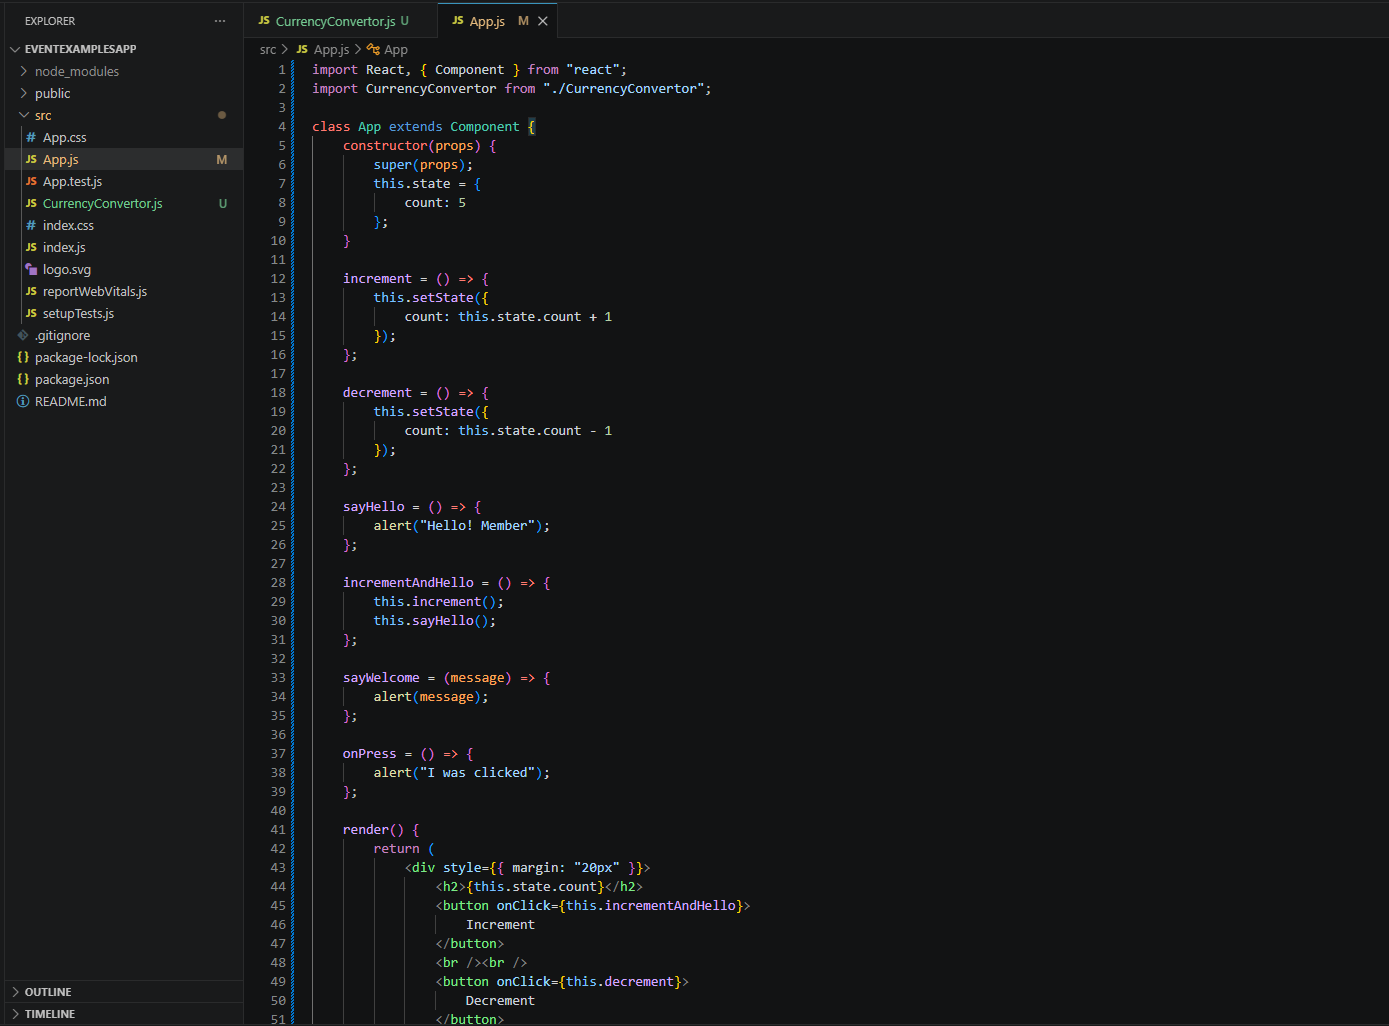 EXPLORER
EVENTEXAMPLESAPP
node_modules
public
src
# App.css
JS App.js M
JS App.test.js
JS CurrencyConvertor.js U
# index.css
JS index.js
logo.svg
JS reportWebVitals.js
JS setupTests.js
.gitignore
{} package-lock.json
{} package.json
README.md
OUTLINE
TIMELINE
JS CurrencyConvertor.js U
JS App.js M
src > JS App.js > App
1 import React, { Component } from "react";
2 import CurrencyConvertor from "./CurrencyConvertor";
3
4 class App extends Component {
5     constructor(props) {
6         super(props);
7         this.state = {
8             count: 5
9         };
10     }
11
12     increment = () => {
13         this.setState({
14             count: this.state.count + 1
15         });
16     };
17
18     decrement = () => {
19         this.setState({
20             count: this.state.count - 1
21         });
22     };
23
24     sayHello = () => {
25         alert("Hello! Member");
26     };
27
28     incrementAndHello = () => {
29         this.increment();
30         this.sayHello();
31     };
32
33     sayWelcome = (message) => {
34         alert(message);
35     };
36
37     onPress = () => {
38         alert("I was clicked");
39     };
40
41     render() {
42         return (
43             <div style={{ margin: "20px" }}>
44                 <h2>{this.state.count}</h2>
45                 <button onClick={this.incrementAndHello}>
46                     Increment
47                 </button>
48                 <br /><br />
49                 <button onClick={this.decrement}>
50                     Decrement
51                 </button>